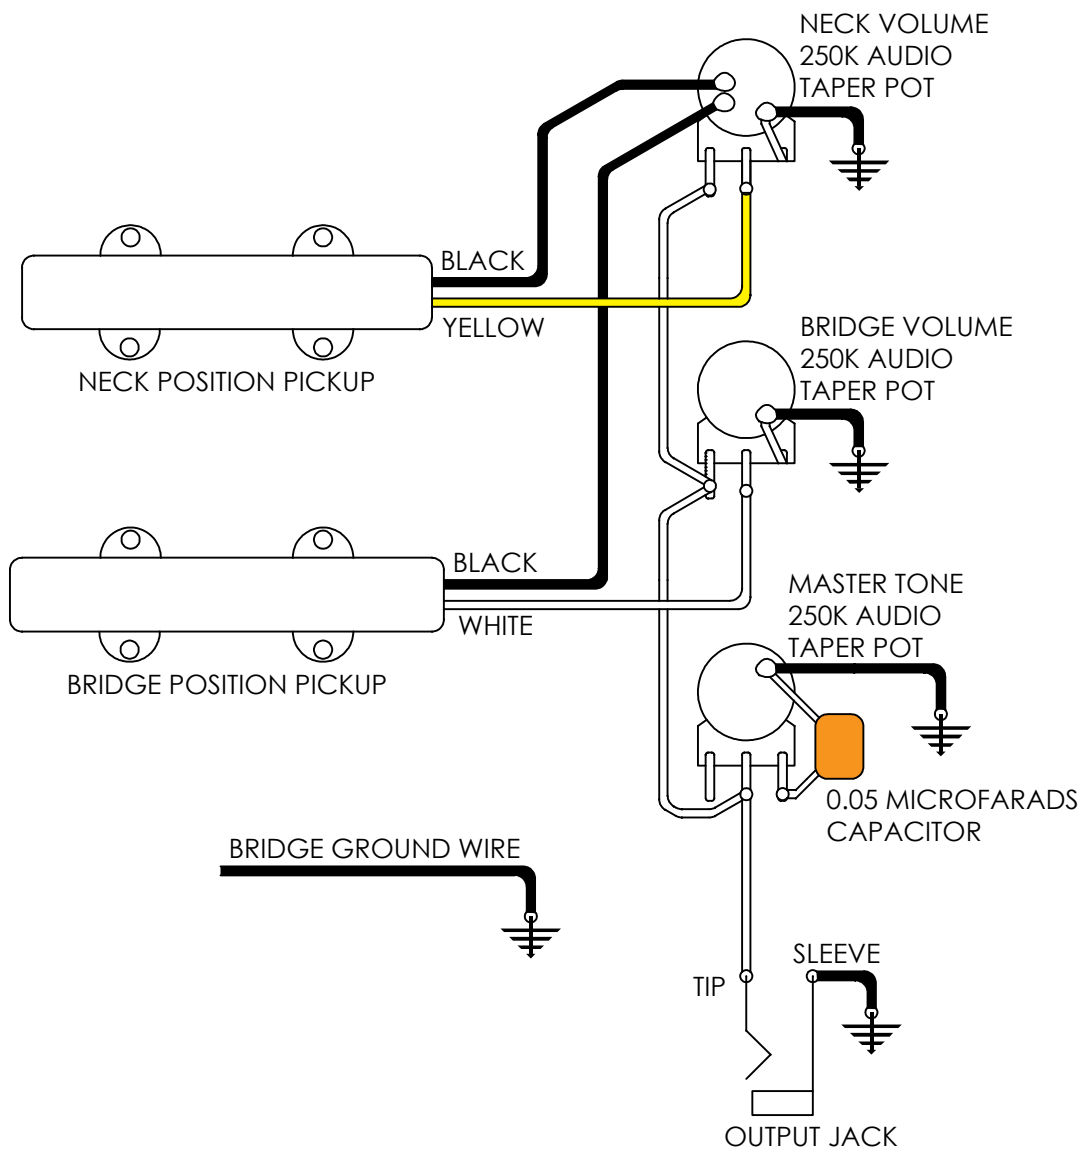 NECK VOLUME
250K AUDIO
TAPER POT
BLACK
YELLOW
NECK POSITION PICKUP
BRIDGE VOLUME
250K AUDIO
TAPER POT
BLACK
WHITE
BRIDGE POSITION PICKUP
MASTER TONE
250K AUDIO
TAPER POT
0.05 MICROFARADS
CAPACITOR
BRIDGE GROUND WIRE
SLEEVE
TIP
OUTPUT JACK